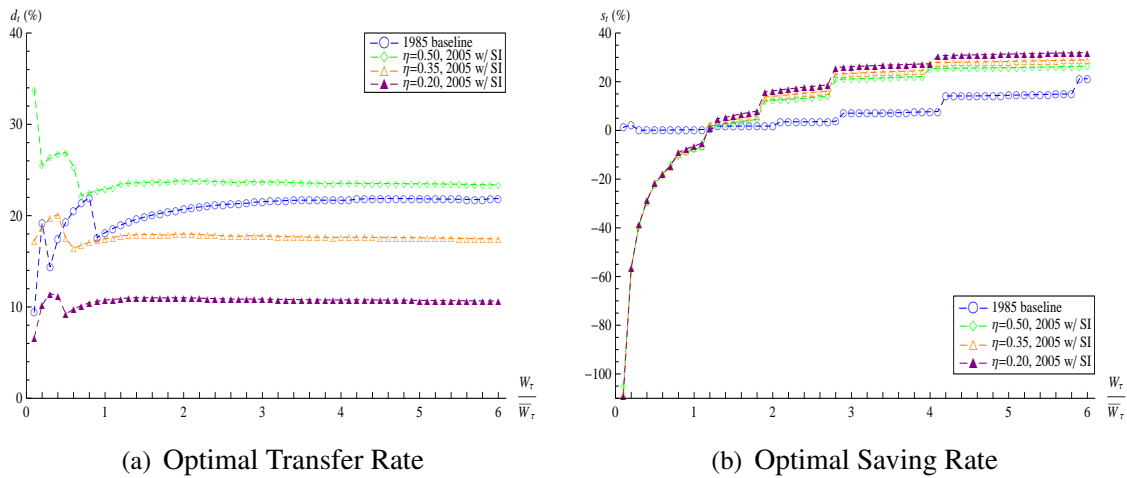 d_t (%)
40
30
20
10
0
0
1
2
3
4
5
6
W_τ
W̅_τ
1985 baseline
η=0.50, 2005 w/ SI
η=0.35, 2005 w/ SI
η=0.20, 2005 w/ SI
(a) Optimal Transfer Rate
s_t (%)
40
20
0
-20
-40
-60
-80
-100
0
1
2
3
4
5
6
W_τ
W̅_τ
1985 baseline
η=0.50, 2005 w/ SI
η=0.35, 2005 w/ SI
η=0.20, 2005 w/ SI
(b) Optimal Saving Rate